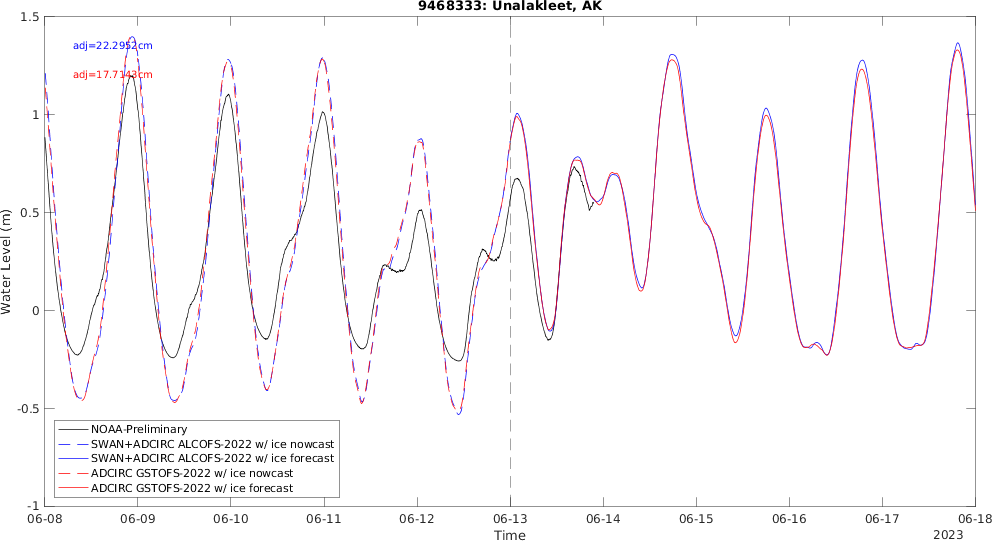 9468333: Unalakleet, AK
1.5
1
0.5
0
-0.5
-1
Water Level (m)
adj=22.2952cm
adj=17.7143cm
NOAA-Preliminary
SWAN+ADCIRC ALCOFS-2022 w/ ice nowcast
SWAN+ADCIRC ALCOFS-2022 w/ ice forecast
ADCIRC GSTOFS-2022 w/ ice nowcast
ADCIRC GSTOFS-2022 w/ ice forecast
06-08 06-09 06-10 06-11 06-12 06-13 06-14 06-15 06-16 06-17 06-18
Time
2023